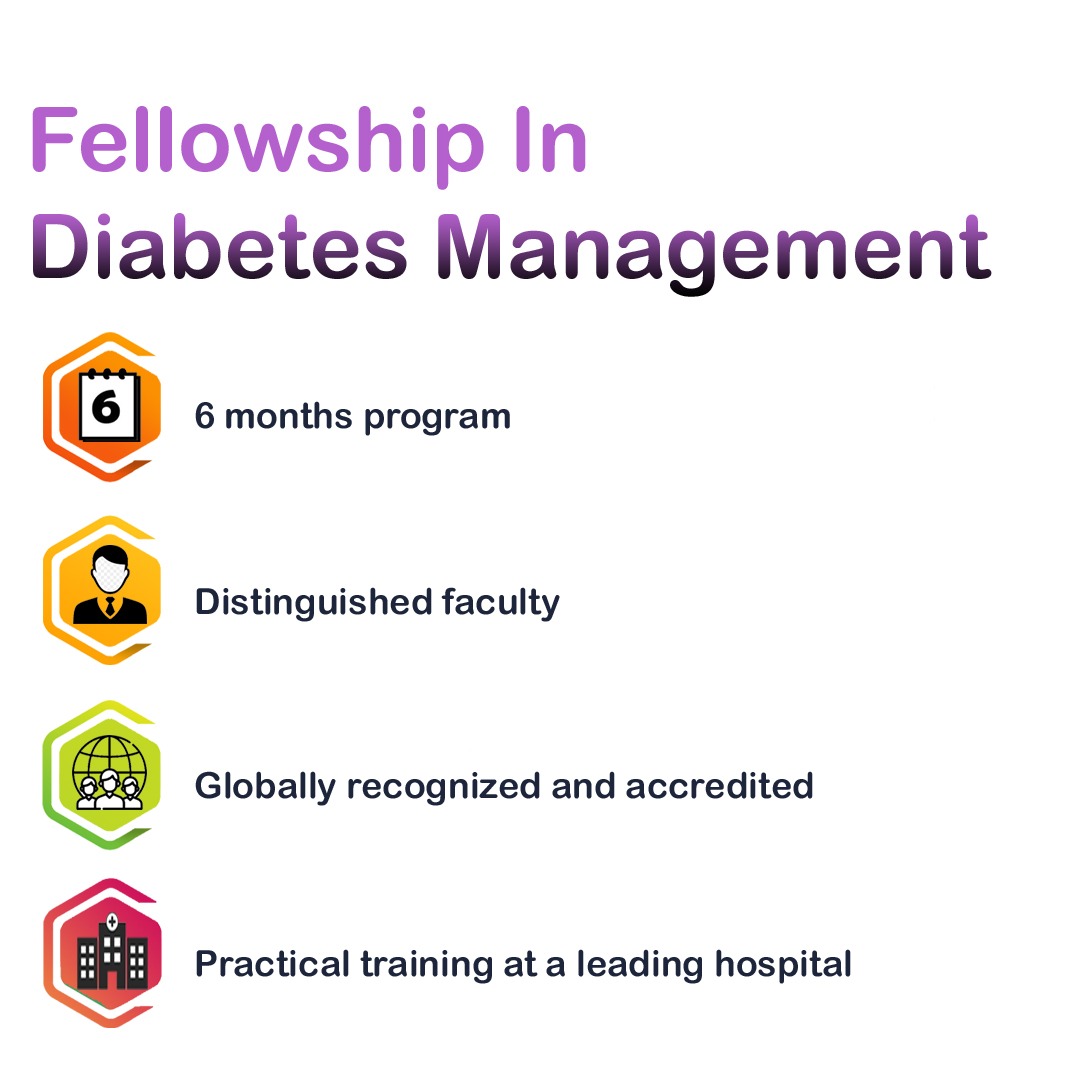 Fellowship In
Diabetes Management
6
6 months program
Distinguished faculty
Globally recognized and accredited
Practical training at a leading hospital